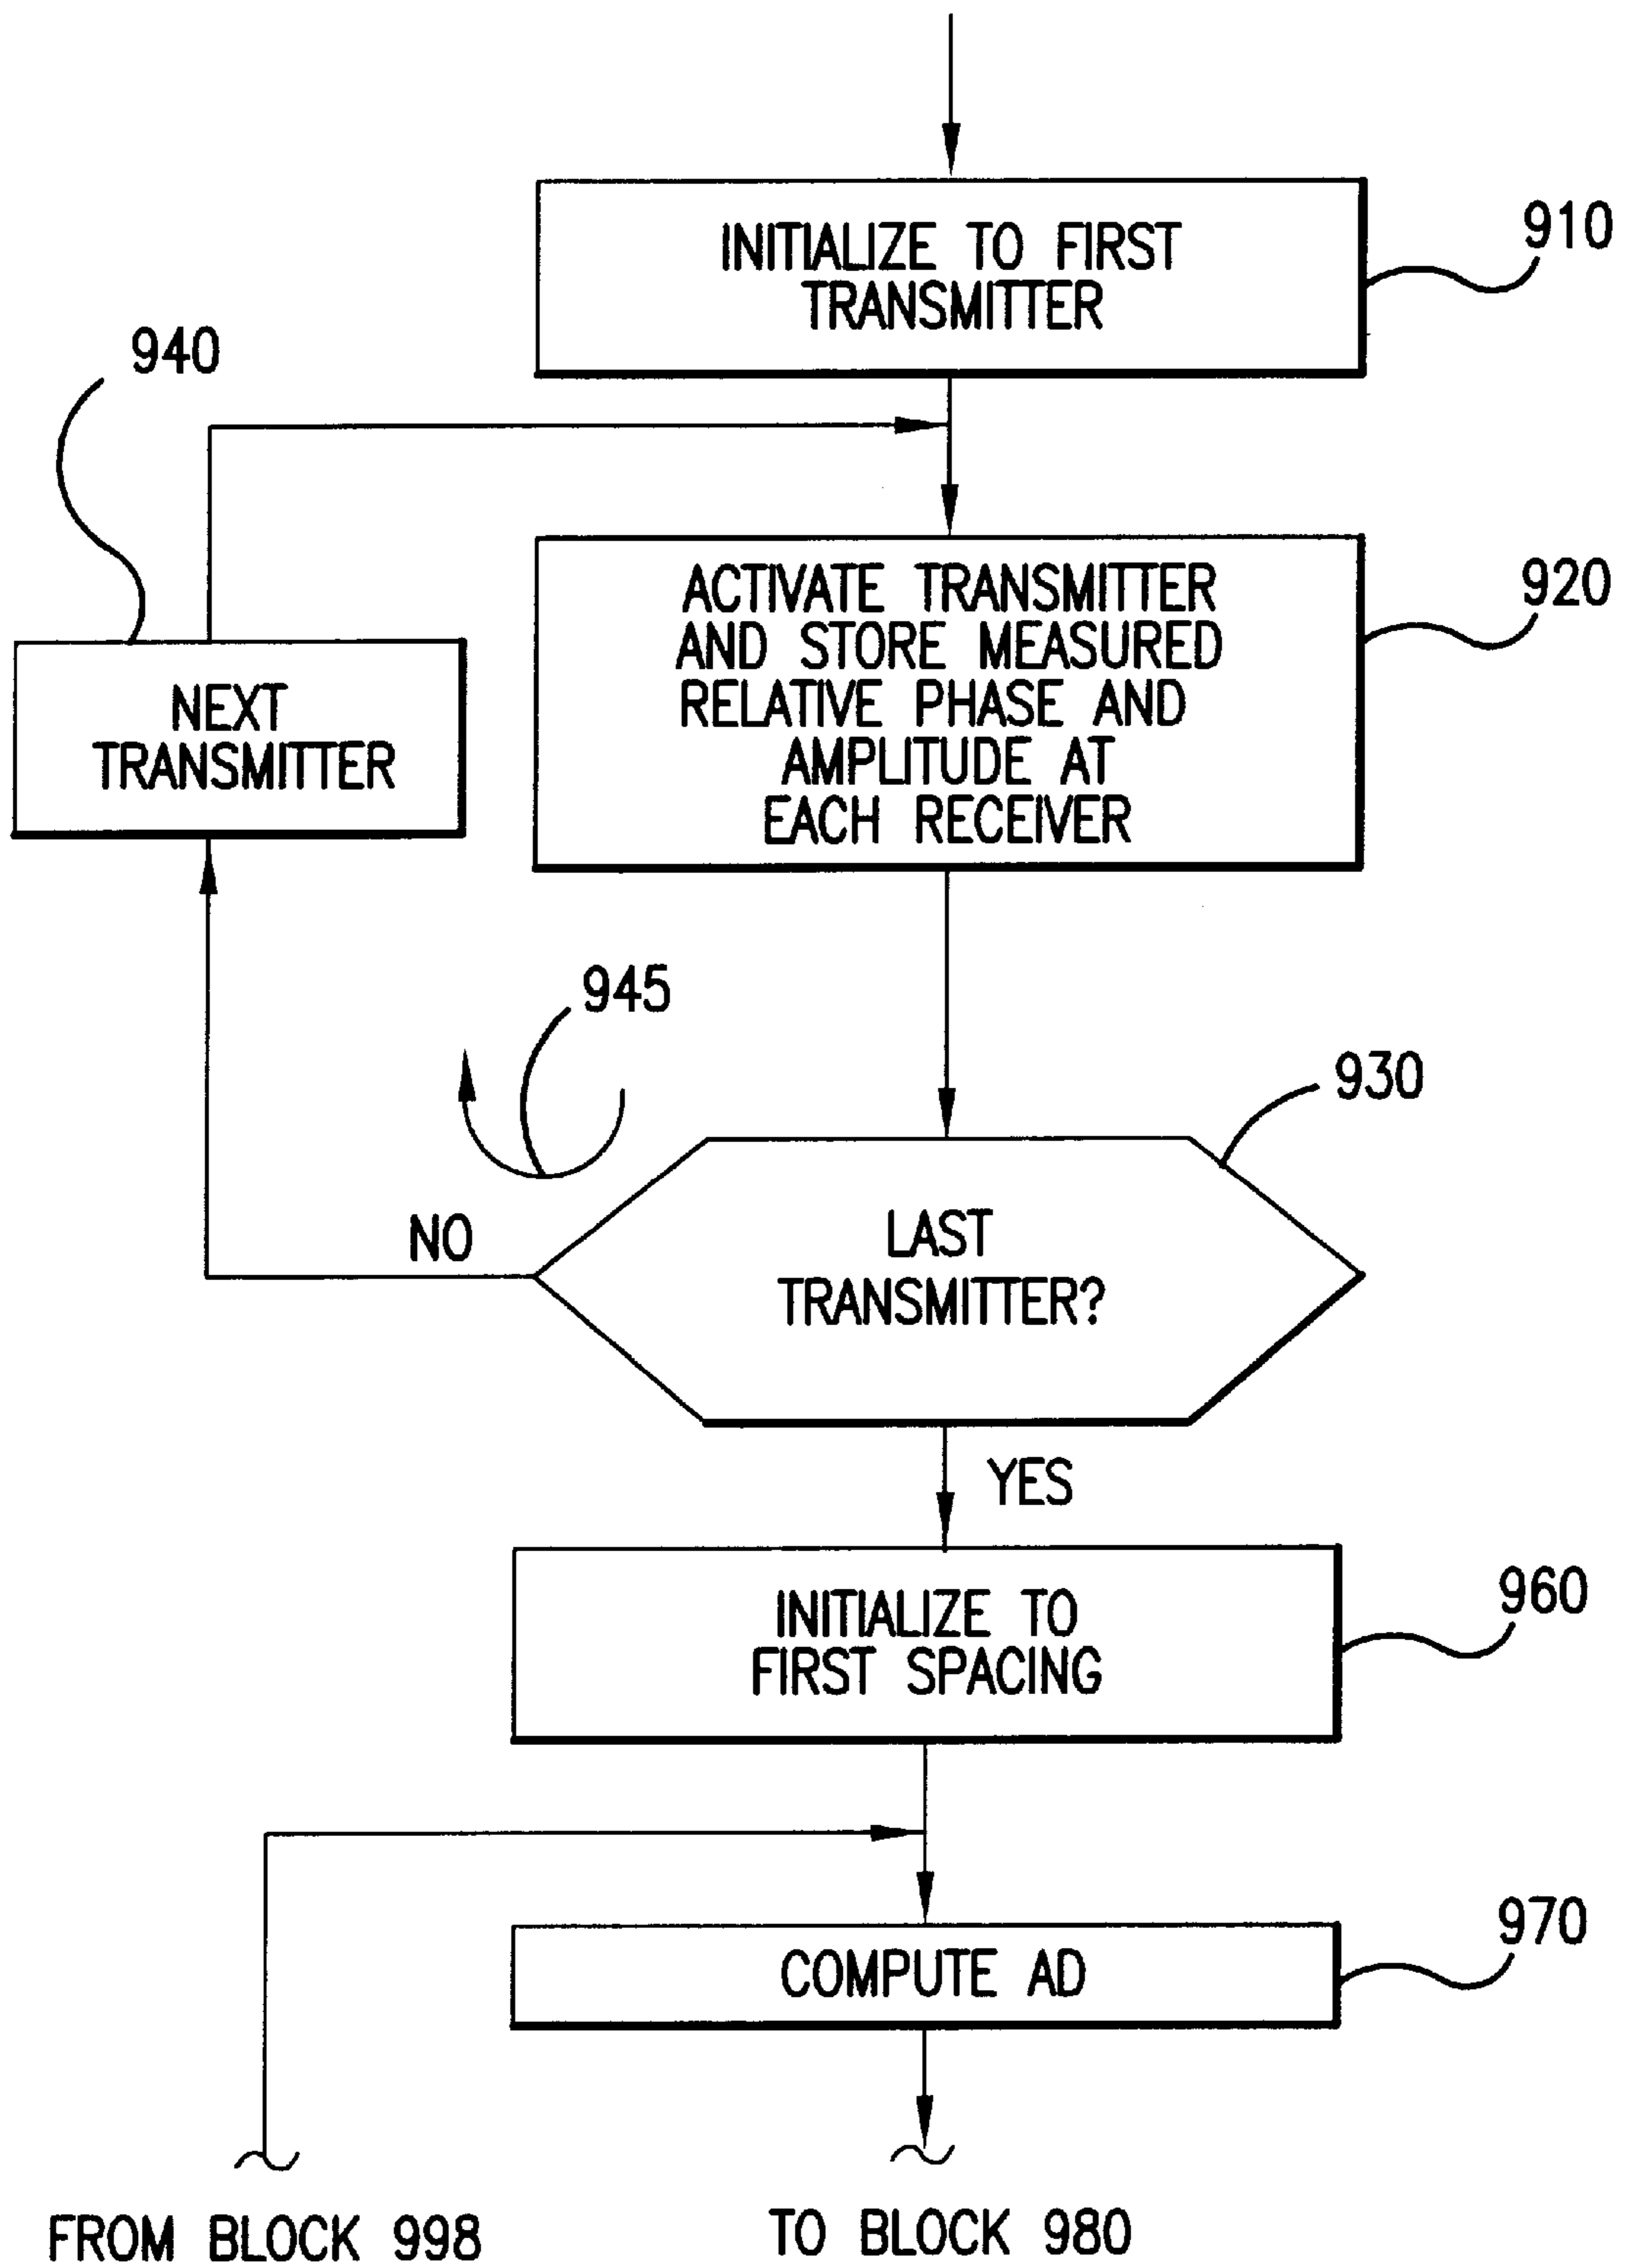 INITIALIZE TO FIRST
TRANSMITTER
910
940
ACTIVATE TRANSMITTER
AND STORE MEASURED
RELATIVE PHASE AND
AMPLITUDE AT
EACH RECEIVER
920
NEXT
TRANSMITTER
945
930
NO
LAST
TRANSMITTER?
YES
INITIALIZE TO
FIRST SPACING
960
COMPUTE AD
970
FROM BLOCK 998
TO BLOCK 980